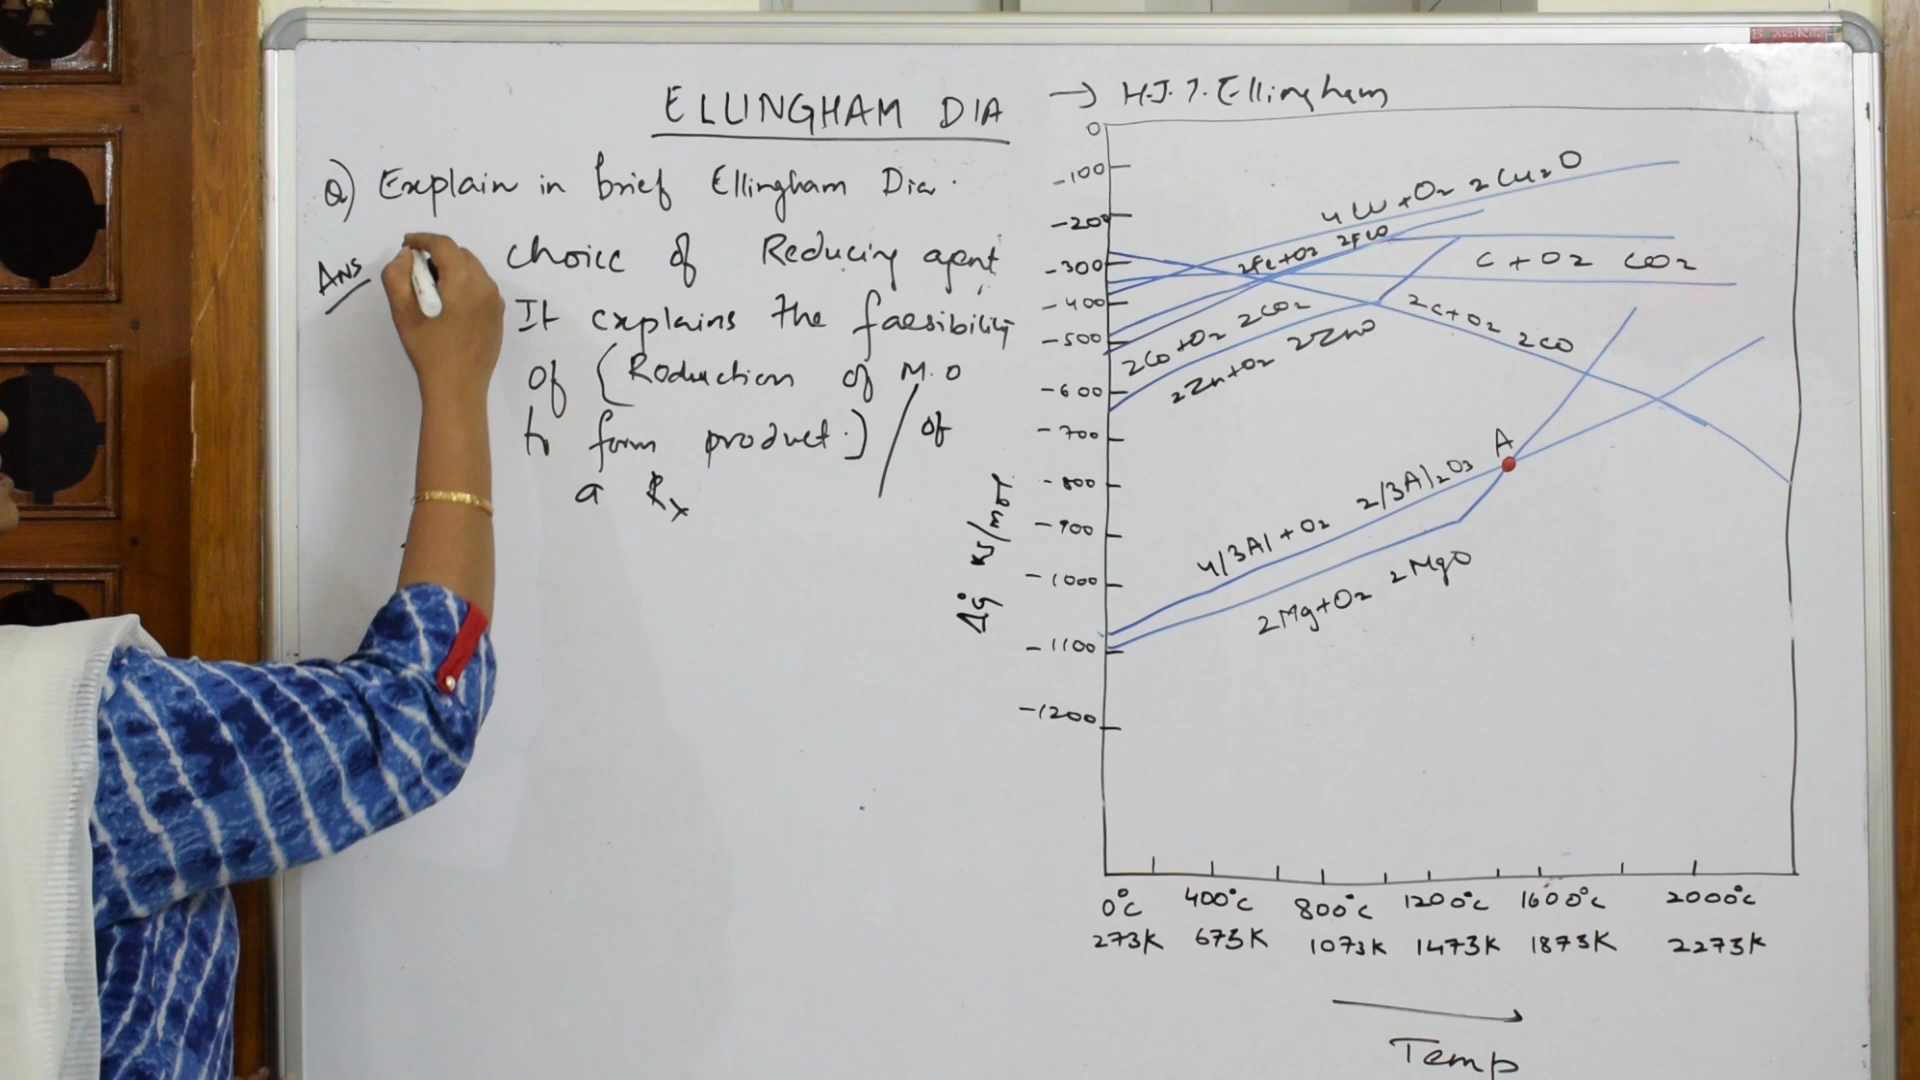 ELLINGHAM DIA → H.J.T. Ellingham
Q) Explain in brief Ellingham Dia.
Ans choice of Reducing agent
It explains the faesibility
of (Roduction of M.O
to form product.) / of
a Rx
0
-100
-200
-300
-400
-500
-600
-700
-800
-900
-1000
-1100
-1200
ΔG° KJ/mol
4Cu+O2 2Cu2O
2Fe+O2 2FeO
C+O2 CO2
2CO+O2 2CO2
2C+O2 2CO
2Zn+O2 2ZnO
A
4/3Al+O2 2/3Al2O3
2Mg+O2 2MgO
0°C 400°C 800°C 1200°C 1600°C 2000°C
273K 673K 1073K 1473K 1873K 2273K
Temp